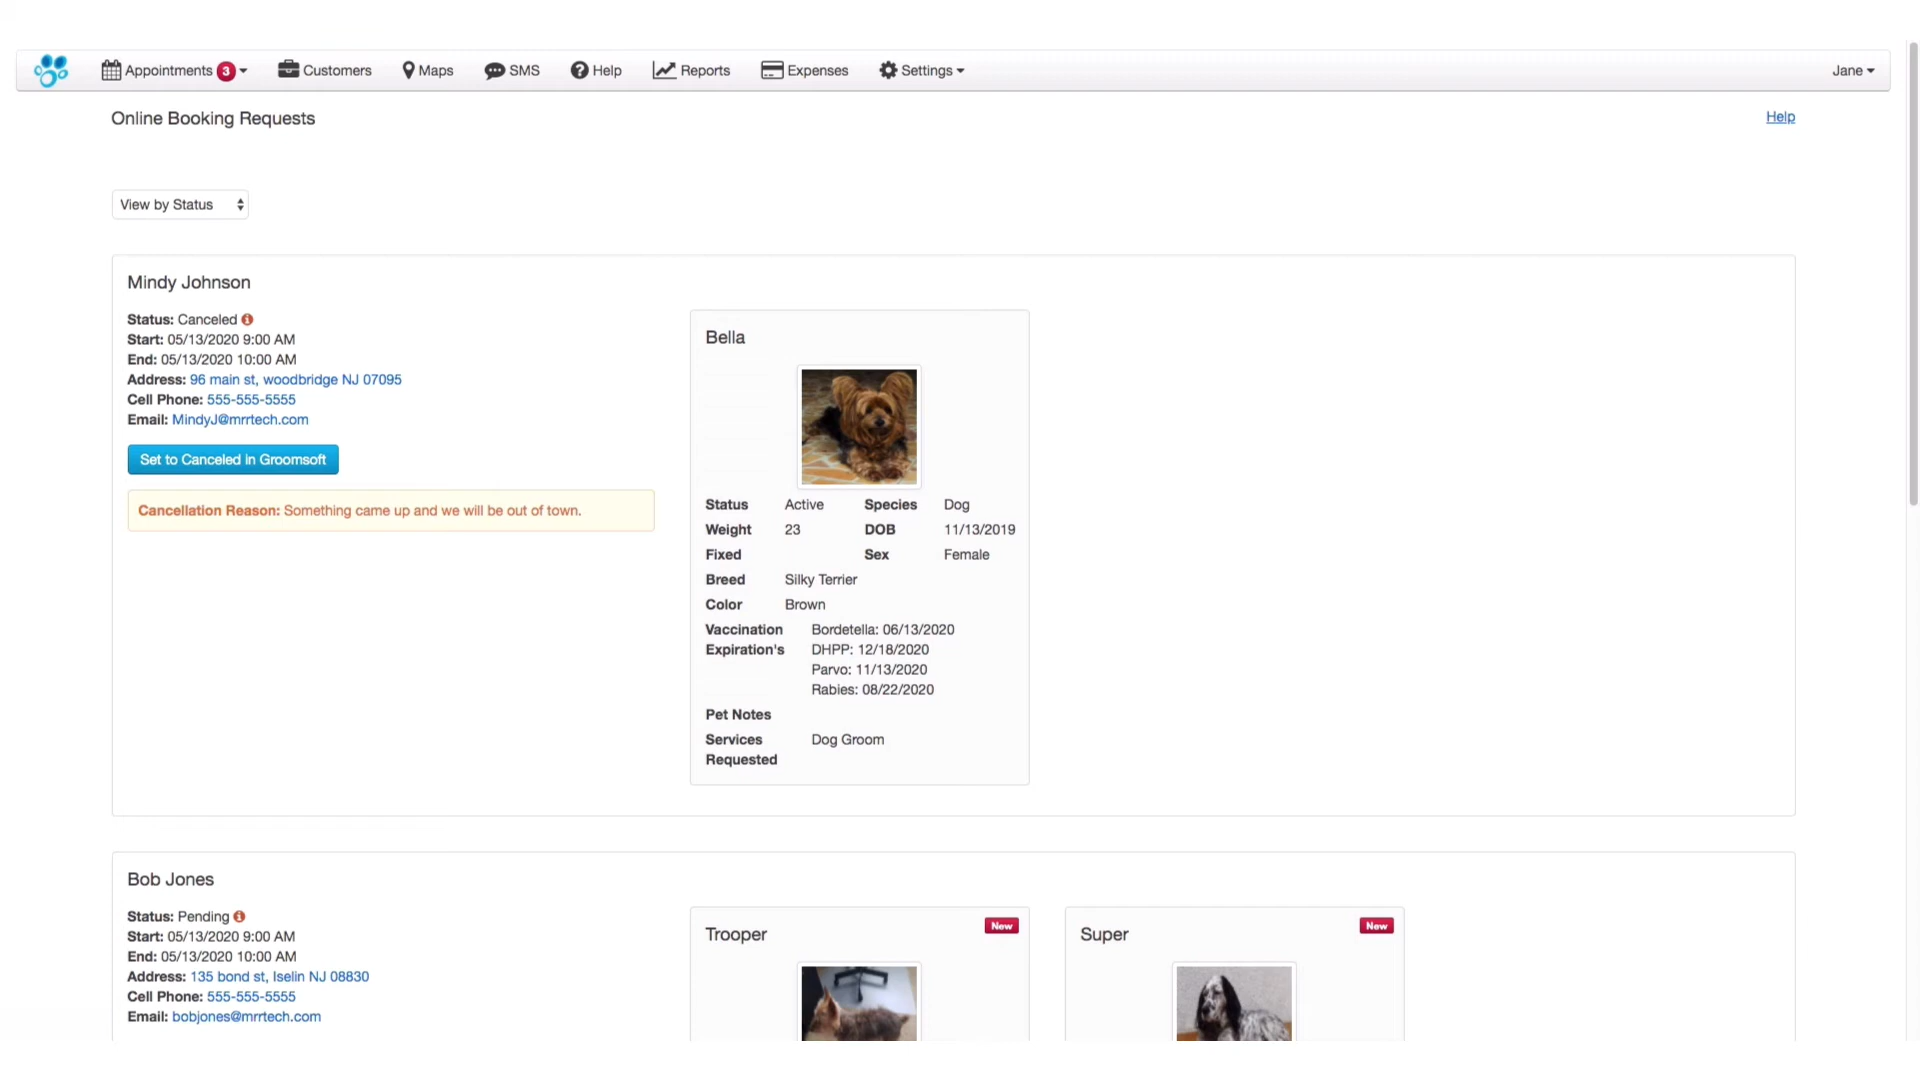 Appointments 3 Customers Maps SMS Help Reports Expenses Settings Jane
Online Booking Requests Help
View by Status
Mindy Johnson
Status: Canceled
Start: 05/13/2020 9:00 AM
End: 05/13/2020 10:00 AM
Address: 96 main st, woodbridge NJ 07095
Cell Phone: 555-555-5555
Email: MindyJ@mrrtech.com
Set to Canceled in Groomsoft
Cancellation Reason: Something came up and we will be out of town.
Bella
Status Active Species Dog
Weight 23 DOB 11/13/2019
Fixed Sex Female
Breed Silky Terrier
Color Brown
Vaccination Bordetella: 06/13/2020
Expiration's DHPP: 12/18/2020
Parvo: 11/13/2020
Rabies: 08/22/2020
Pet Notes
Services Dog Groom
Requested
Bob Jones
Status: Pending
Start: 05/13/2020 9:00 AM
End: 05/13/2020 10:00 AM
Address: 135 bond st, Iselin NJ 08830
Cell Phone: 555-555-5555
Email: bobjones@mrrtech.com
Trooper New
Super New